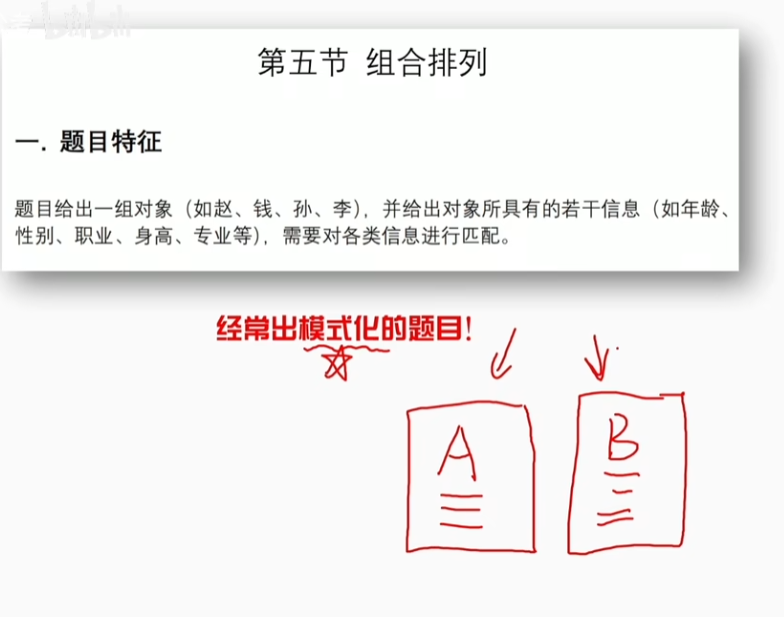 第五节 组合排列
一. 题目特征
题目给出一组对象（如赵、钱、孙、李），并给出对象所具有的若干信息（如年龄、
性别、职业、身高、专业等），需要对各类信息进行匹配。
经常出模式化的题目！
A
B